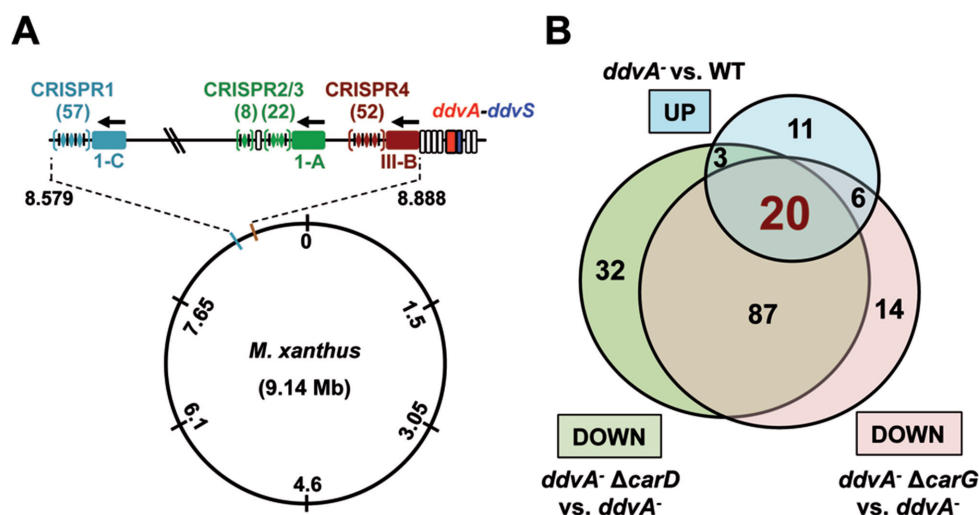 A
CRISPR1
(57)
CRISPR2/3
(8) (22)
CRISPR4
(52)
ddvA-ddvS
1-C
1-A
III-B
8.579
8.888
0
1.5
3.05
4.6
6.1
7.65
M. xanthus
(9.14 Mb)
B
ddvA- vs. WT
UP
11
3
6
20
32
87
14
DOWN
ddvA- ΔcarD
vs. ddvA-
DOWN
ddvA- ΔcarG
vs. ddvA-